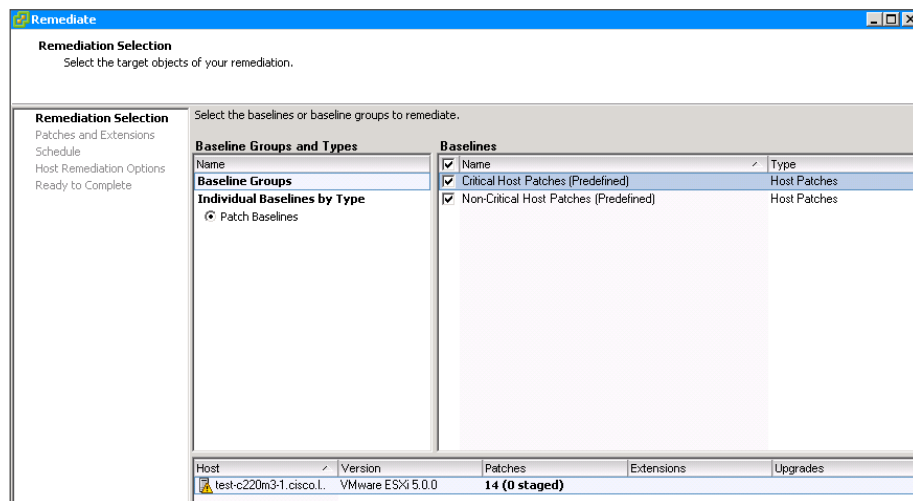 Remediate
Remediation Selection
Select the target objects of your remediation.
Remediation Selection
Patches and Extensions
Schedule
Host Remediation Options
Ready to Complete
Select the baselines or baseline groups to remediate.
Baseline Groups and Types
Name
Baseline Groups
Individual Baselines by Type
Patch Baselines
Baselines
Name Type
Critical Host Patches (Predefined) Host Patches
Non-Critical Host Patches (Predefined) Host Patches
Host Version Patches Extensions Upgrades
test-c220m3-1.cisco.l... VMware ESXi 5.0.0 14 (0 staged)